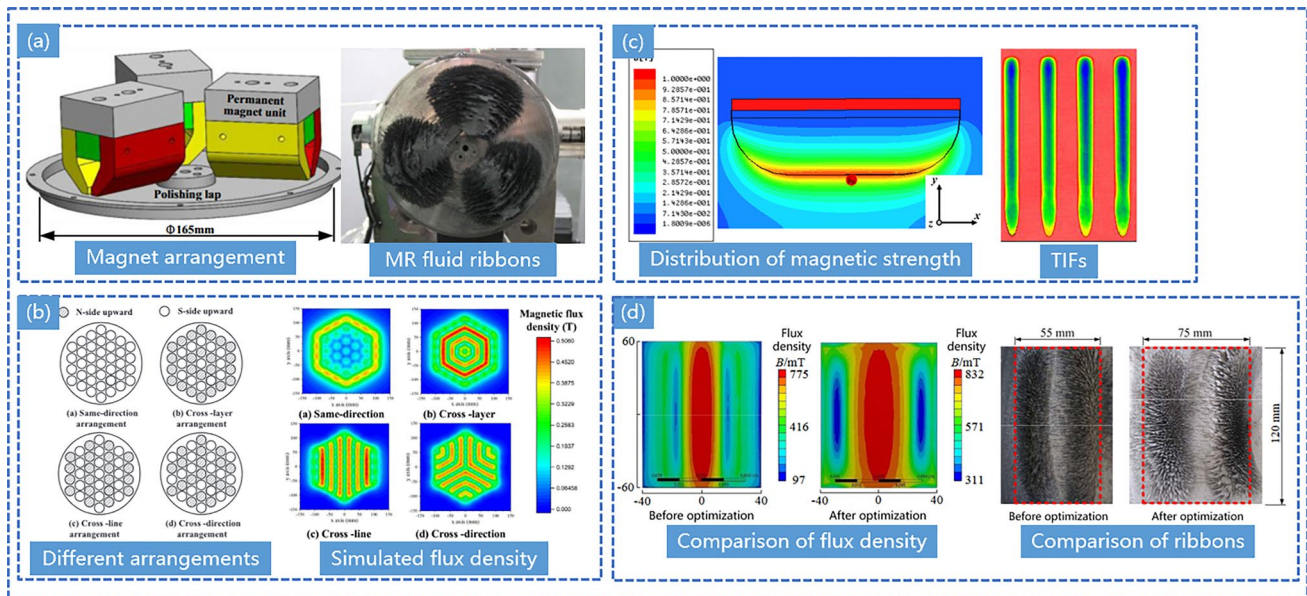 (a)
Permanent
magnet unit
Polishing lap
Φ165mm
Magnet arrangement
MR fluid ribbons
(b)
N-side upward
S-side upward
(a) Same-direction
arrangement
(b) Cross -layer
arrangement
(c) Cross-line
arrangement
(d) Cross -direction
arrangement
Different arrangements
Magnetic flux
density (T)
0.5060
0.4520
0.3875
0.3229
0.2583
0.1937
0.1292
0.06458
0.000
x axis (mm)
y axis (mm)
(a) Same-direction
(b) Cross -layer
(c) Cross -line
(d) Cross-direction
Simulated flux density
(c)
1.0000e+000
9.2857e-001
8.5714e-001
7.8571e-001
7.1429e-001
6.4286e-001
5.7143e-001
5.0000e-001
4.2857e-001
3.5714e-001
2.8572e-001
2.1429e-001
1.4286e-001
7.1430e-002
1.8009e-006
y
z
x
Distribution of magnetic strength
TIFs
(d)
60
-
-60
-40
0
40
Before optimization
Flux
density
B/mT
775
416
97
-40
0
40
After optimization
Flux
density
B/mT
832
571
311
Comparison of flux density
55 mm
Before optimization
75 mm
120 mm
After optimization
Comparison of ribbons